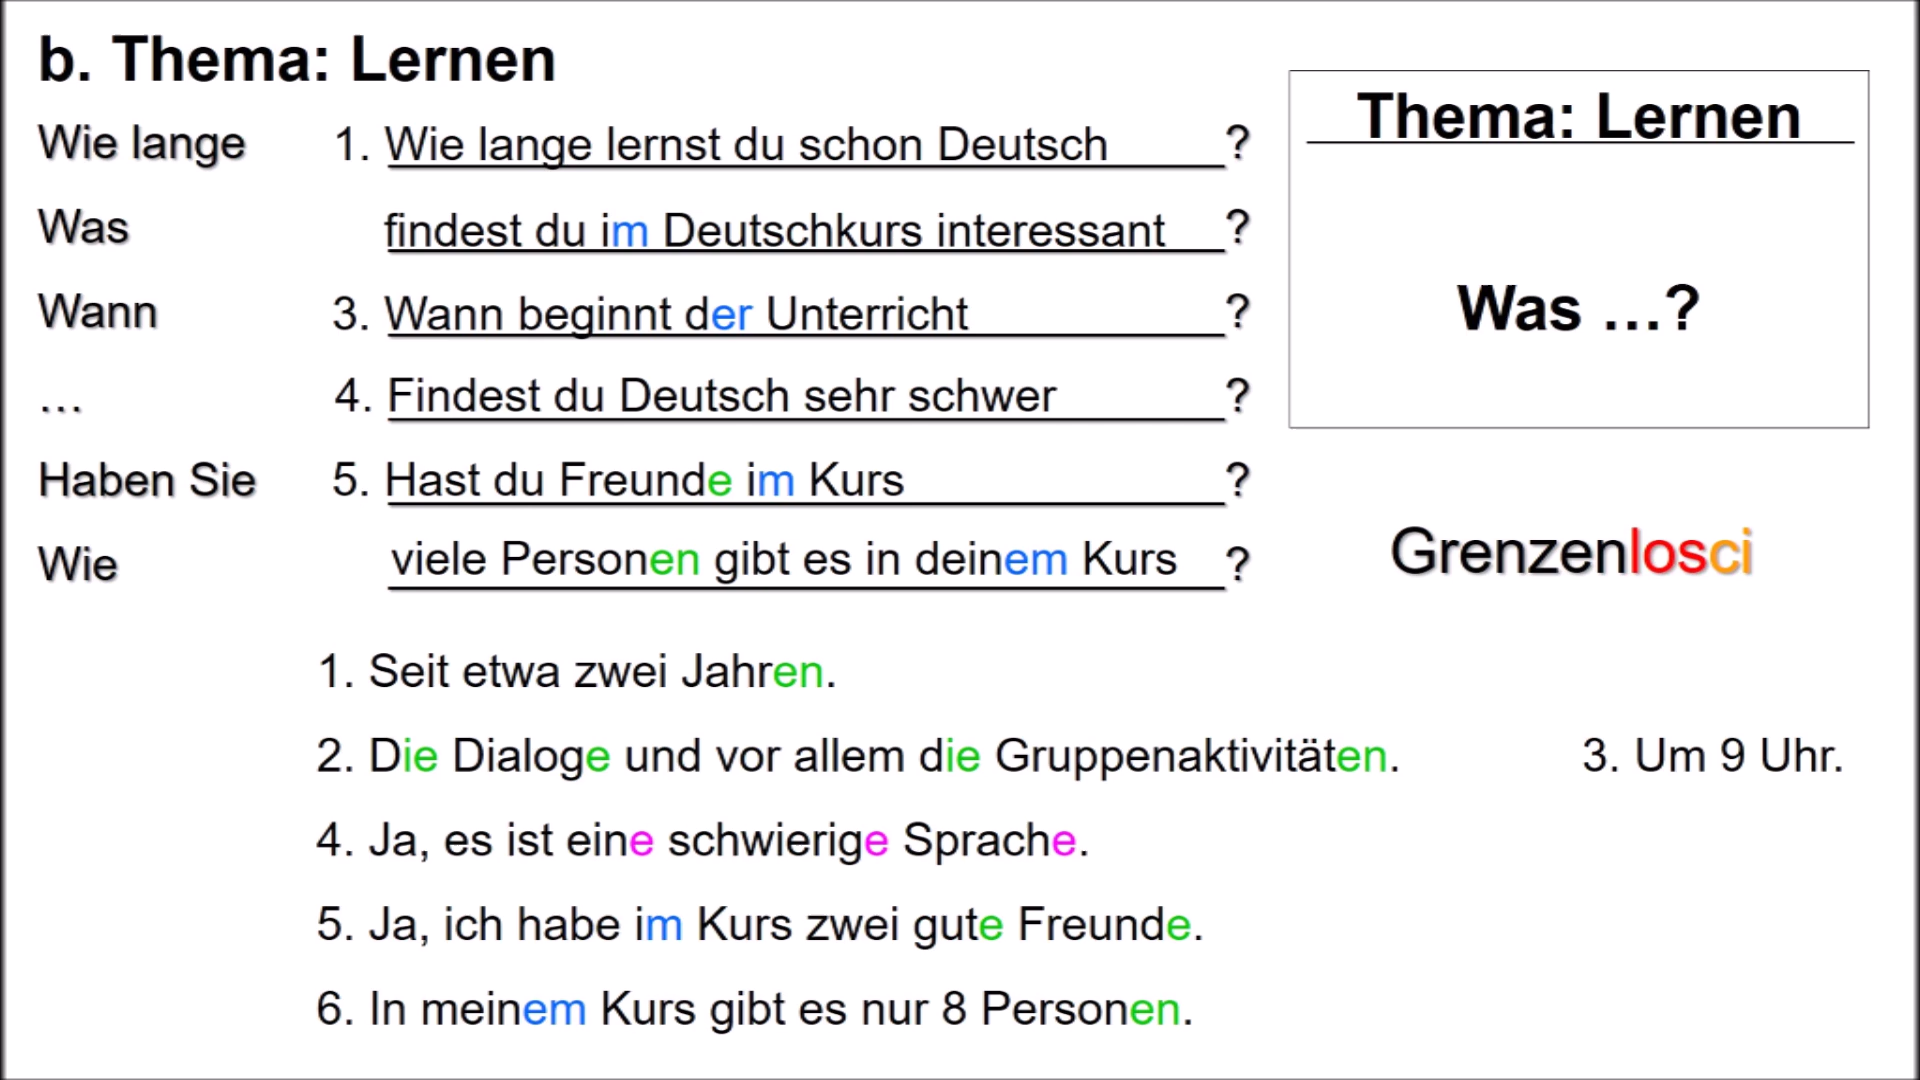 b. Thema: Lernen
Wie lange 1. Wie lange lernst du schon Deutsch ?
Was findest du im Deutschkurs interessant ?
Wann 3. Wann beginnt der Unterricht ?
... 4. Findest du Deutsch sehr schwer ?
Haben Sie 5. Hast du Freunde im Kurs ?
Wie viele Personen gibt es in deinem Kurs ?
Thema: Lernen
Was ...?
Grenzenlosci
1. Seit etwa zwei Jahren.
2. Die Dialoge und vor allem die Gruppenaktivitäten. 3. Um 9 Uhr.
4. Ja, es ist eine schwierige Sprache.
5. Ja, ich habe im Kurs zwei gute Freunde.
6. In meinem Kurs gibt es nur 8 Personen.